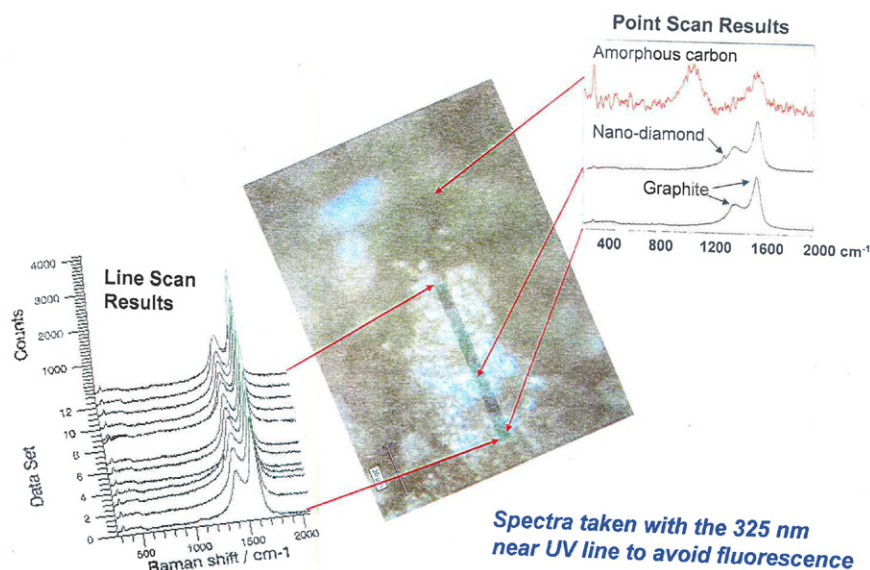 Point Scan Results
Amorphous carbon
Nano-diamond
Graphite
400 800 1200 1600 2000 cm-1
Line Scan
Results
Counts
4000
3000
2000
1000
Data Set
12
10
8
6
4
2
0
500 1000 1500 2000
Raman shift / cm-1
Spectra taken with the 325 nm
near UV line to avoid fluorescence